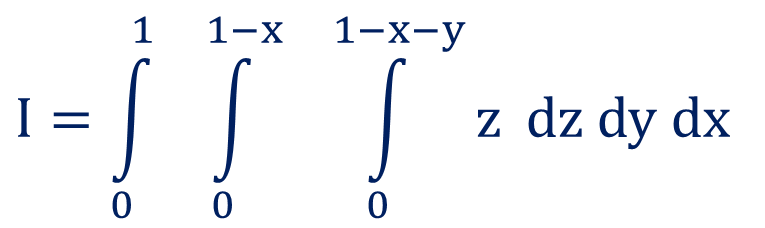 1 1−x 1−x−y
I = ∫ ∫ ∫ z dz dy dx
0 0 0